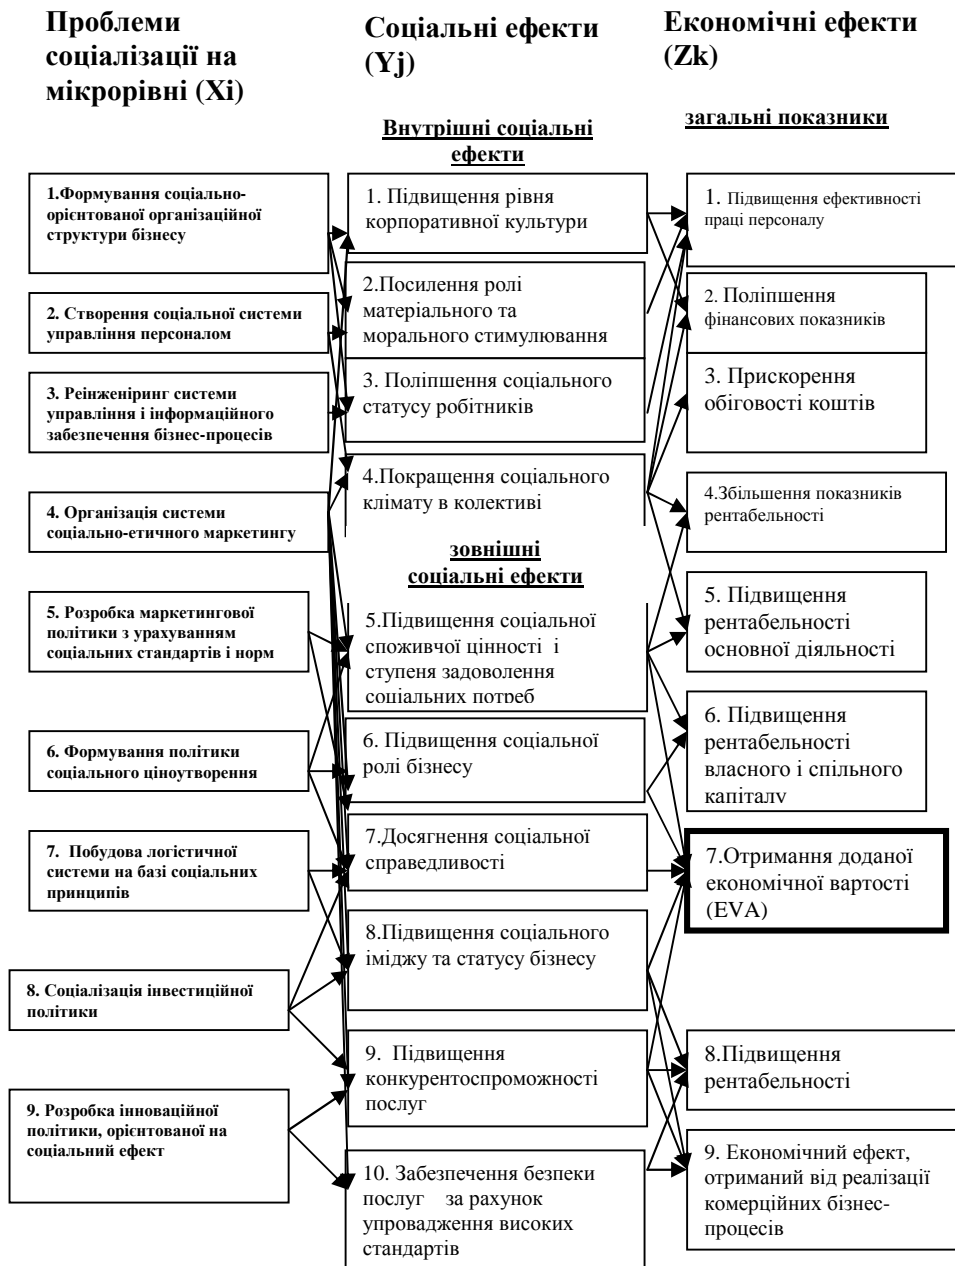 Проблеми
соціалізації на
мікрорівні (Xi)
Соціальні ефекти
(Yj)
Економічні ефекти
(Zk)
Внутрішні соціальні
ефекти
загальні показники
1.Формування соціально-
орієнтованої організаційної
структури бізнесу
2. Створення соціальної системи
управління персоналом
3. Реінженіринг системи
управління і інформаційного
забезпечення бізнес-процесів
4. Організація системи
соціально-етичного маркетингу
5. Розробка маркетингової
політики з урахуванням
соціальних стандартів і норм
6. Формування політики
соціального ціноутворення
7. Побудова логістичної
системи на базі соціальних
принципів
8. Соціалізація інвестиційної
політики
9. Розробка інноваційної
політики, орієнтованої на
соціальний ефект
1. Підвищення рівня
корпоративної культури
2.Посилення ролі
матеріального та
морального стимулювання
3. Поліпшення соціального
статусу робітників
4.Покращення соціального
клімату в колективі
зовнішні
соціальні ефекти
5.Підвищення соціальної
споживчої цінності і
ступеня задоволення
соціальних потреб
6. Підвищення соціальної
ролі бізнесу
7.Досягнення соціальної
справедливості
8.Підвищення соціального
іміджу та статусу бізнесу
9. Підвищення
конкурентоспроможності
послуг
10. Забезпечення безпеки
послуг за рахунок
упровадження високих
стандартів
1. Підвищення ефективності
праці персоналу
2. Поліпшення
фінансових показників
3. Прискорення
обіговості коштів
4.Збільшення показників
рентабельності
5. Підвищення
рентабельності
основної діяльності
6. Підвищення
рентабельності
власного і спільного
капіталу
7.Отримання доданої
економічної вартості
(EVA)
8.Підвищення
рентабельності
9. Економічний ефект,
отриманий від реалізації
комерційних бізнес-
процесів